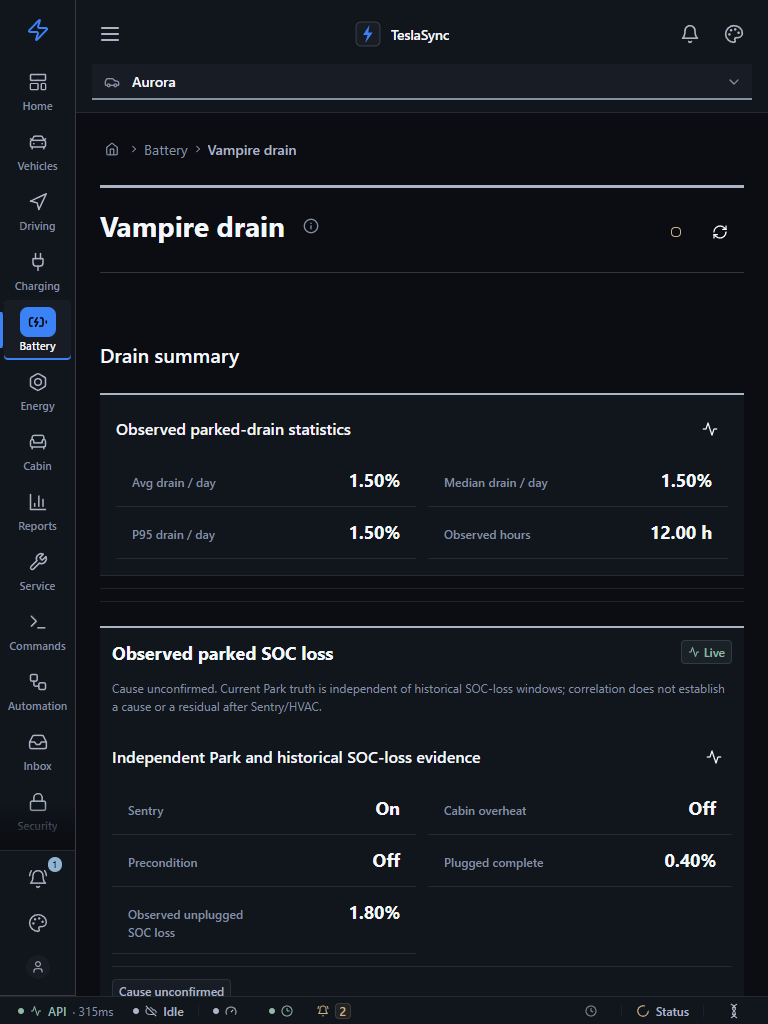 TeslaSync
Aurora
Home
Vehicles
Driving
Charging
Battery
Energy
Cabin
Reports
Service
Commands
Automation
Inbox
Security
1
Battery
Vampire drain
Vampire drain
Drain summary
Observed parked-drain statistics
Avg drain / day 1.50%
Median drain / day 1.50%
P95 drain / day 1.50%
Observed hours 12.00 h
Observed parked SOC loss
Live
Cause unconfirmed. Current Park truth is independent of historical SOC-loss windows; correlation does not establish
a cause or a residual after Sentry/HVAC.
Independent Park and historical SOC-loss evidence
Sentry On
Cabin overheat Off
Precondition Off
Plugged complete 0.40%
Observed unplugged 1.80%
SOC loss
Cause unconfirmed
API · 315ms
Idle
2
Status